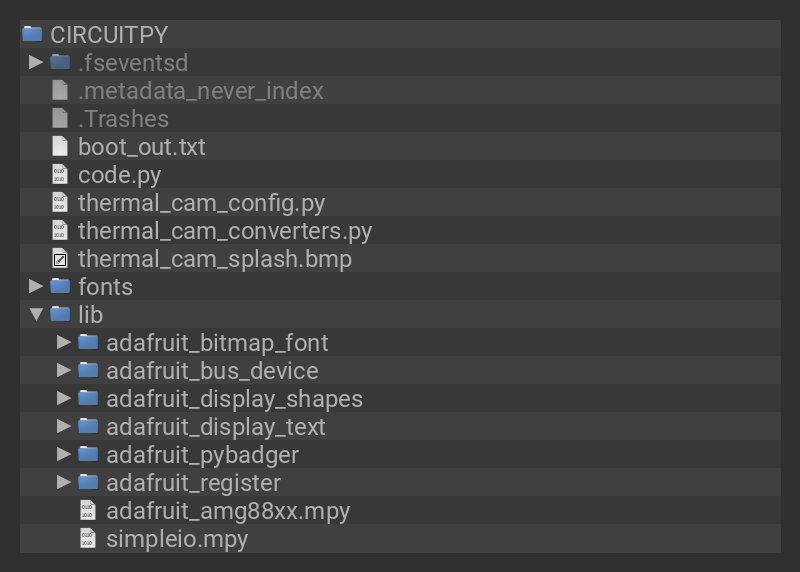 CIRCUITPY
.fseventsd
.metadata_never_index
.Trashes
boot_out.txt
code.py
thermal_cam_config.py
thermal_cam_converters.py
thermal_cam_splash.bmp
fonts
lib
adafruit_bitmap_font
adafruit_bus_device
adafruit_display_shapes
adafruit_display_text
adafruit_pybadger
adafruit_register
adafruit_amg88xx.mpy
simpleio.mpy